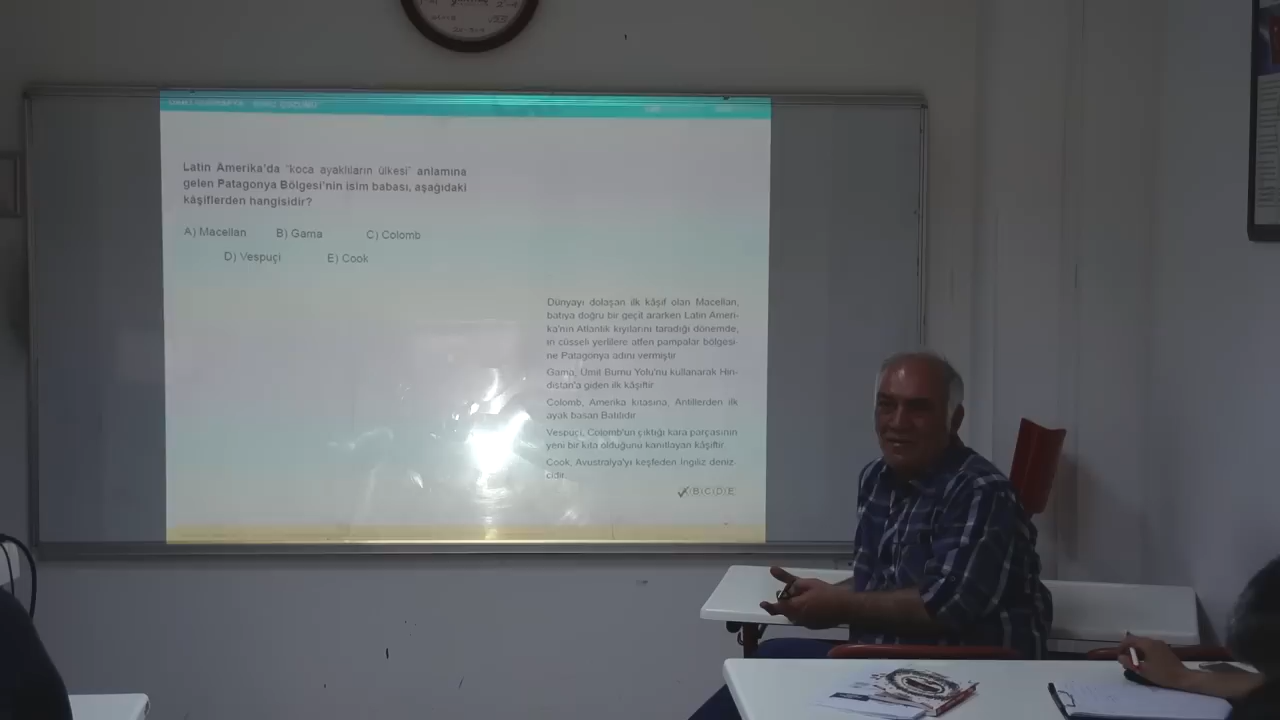 Latin Amerika'da "koca ayaklıların ülkesi" anlamına
gelen Patagonya Bölgesi'nin isim babası, aşağıdaki
kâşiflerden hangisidir?
A) Macellan B) Gama C) Colomb
D) Vespuçi E) Cook
Dünyayı dolaşan ilk kâşif olan Macellan,
batıya doğru bir geçit ararken Latin Ameri-
ka'nın Atlantik kıyılarını taradığı dönemde,
iri cüsseli yerlilere atfen pampalar bölgesi-
ne Patagonya adını vermiştir
Gama, Ümit Burnu Yolu'nu kullanarak Hin-
distan'a giden ilk kâşiftir
Colomb, Amerika kıtasına, Antillerden ilk
ayak basan Batılıdır
Vespuçi, Colomb'un çıktığı kara parçasının
yeni bir kıta olduğunu kanıtlayan kâşiftir.
Cook, Avustralya'yı keşfeden İngiliz deniz-
cidir.
B C D E